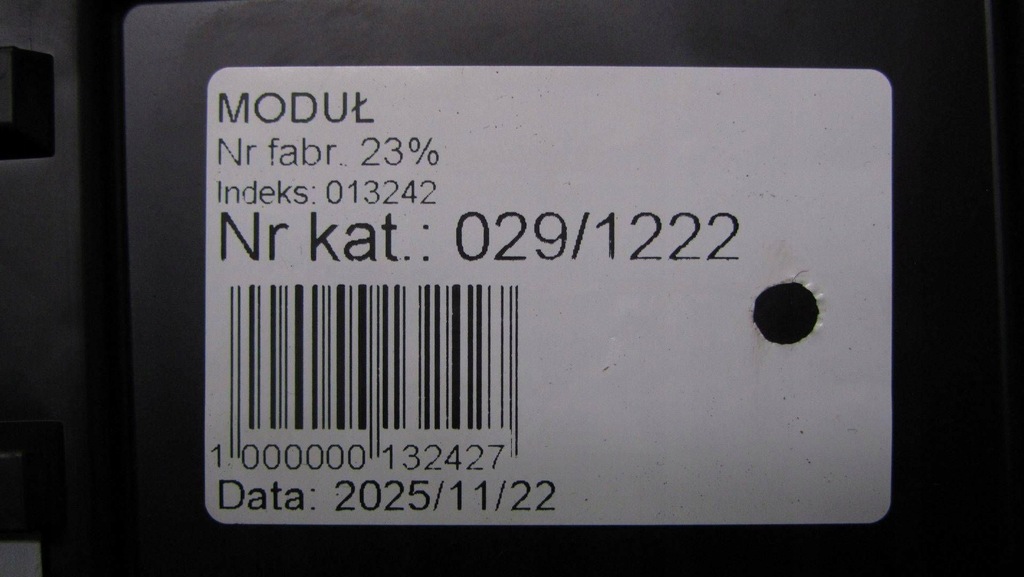 MODUŁ
Nr fabr.. 23%
Indeks: 013242
Nr kat.: 029/1222
1 000000 132427
Data: 2025/11/22